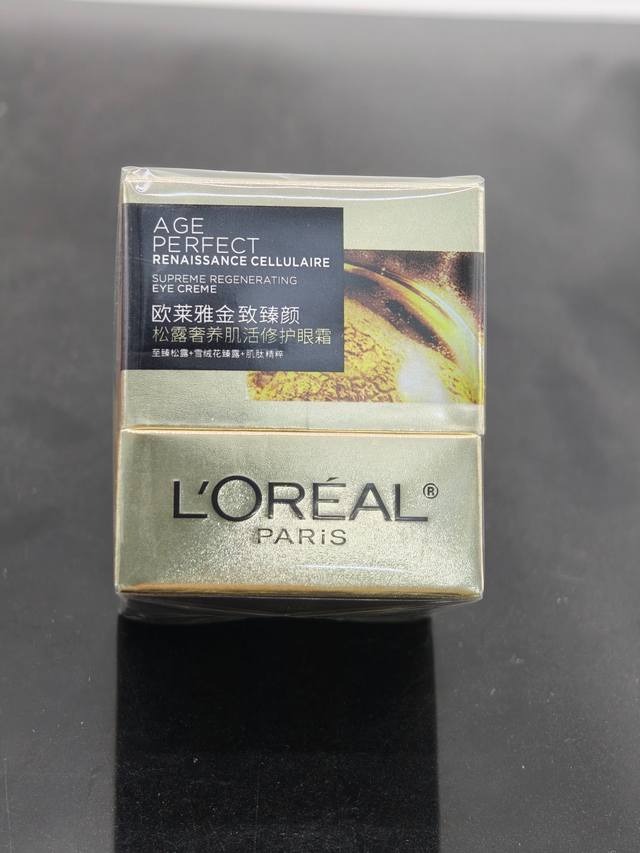 AGE
PERFECT
RENAISSANCE CELLULAIRE
SUPREME REGENERATING
EYE CREME
欧莱雅金致臻颜
松露奢养肌活修护眼霜
至臻松露+雪绒花臻露+肌肽精粹
L'ORÉAL®
PARiS